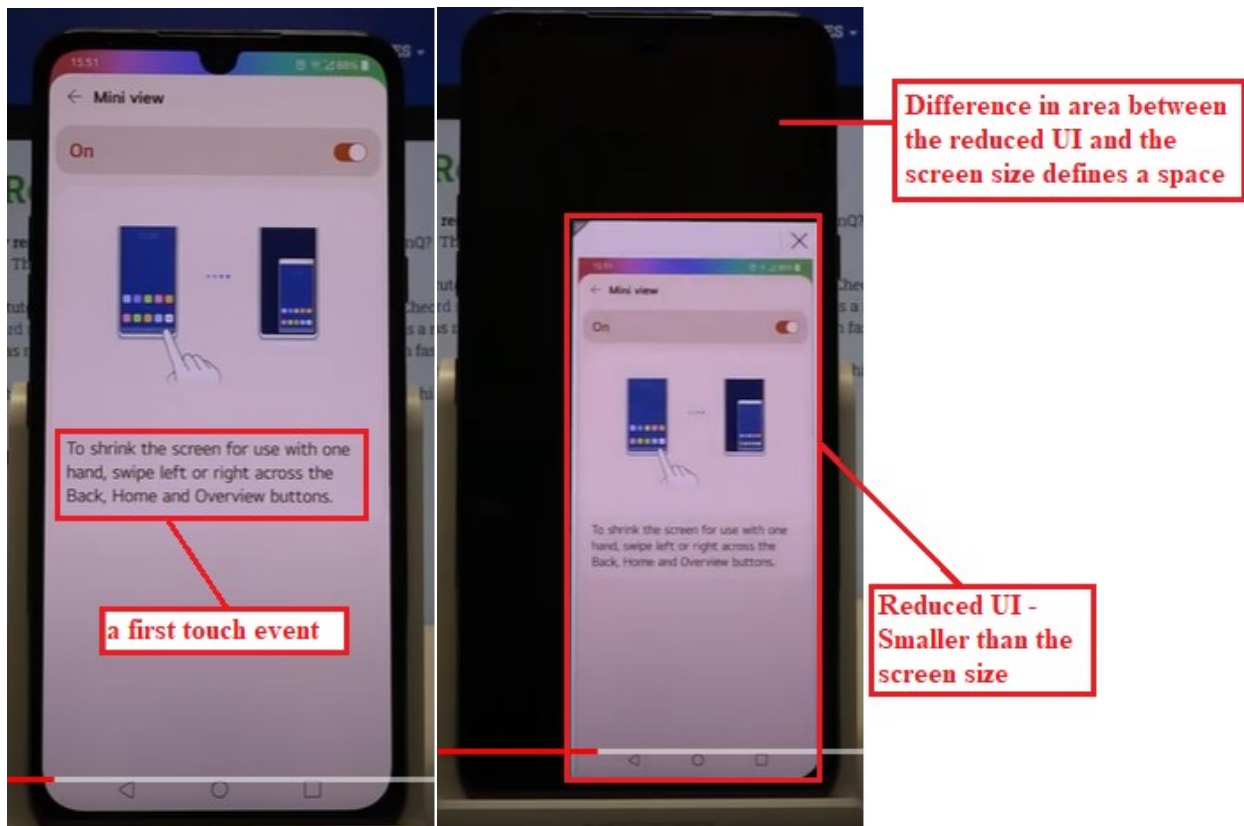 15:51
88%
← Mini view
On
To shrink the screen for use with one
hand, swipe left or right across the
Back, Home and Overview buttons.
a first touch event
Difference in area between
the reduced UI and the
screen size defines a space
15:51
← Mini view
On
To shrink the screen for use with one
hand, swipe left or right across the
Back, Home and Overview buttons.
Reduced UI -
Smaller than the
screen size